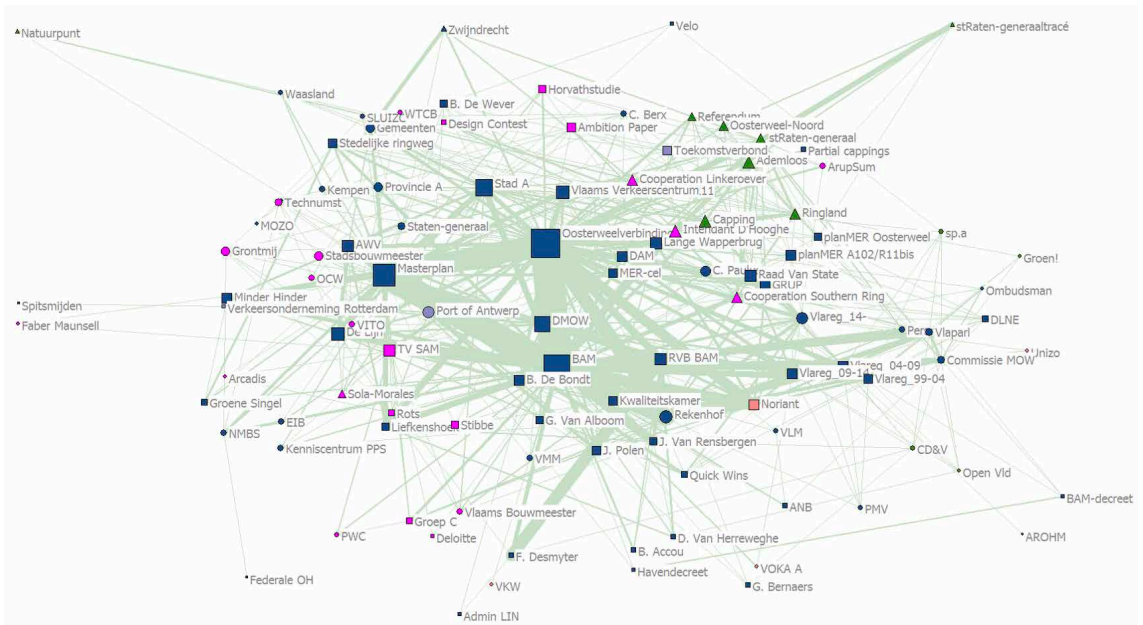 Natuurpunt
Zwijndrecht
Velo
stRaten-generaaltracé
Waasland
Horvathstudie
B. De Wever
WTCB
SLUIZC
Design Contest
Gemeenten
Ambition Paper
C. Berx
Referendum
Oosterweel-Noord
stRaten-generaal
Stedelijke ringweg
Toekomstverbond
Partial cappings
Ademloos
ArupSum
Kempen
Provincie A
Stad A
Vlaams Verkeerscentrum
11
Cooperation Linkeroever
Technumst
MOZO
Staten-generaal
Capping
Ringland
Intendant D'Hooghe
Oosterweelverbinding
Lange Wapperbrug
planMER Oosterweel
sp.a
Grontmij
Stadsbouwmeester
AWV
DAM
planMER A102/R11bis
Groen!
OCW
Masterplan
MER-cel
C. Pauly
Raad Van State
GRUP
Ombudsman
Spitsmijden
Minder Hinder
Verkeersonderneming Rotterdam
Cooperation Southern Ring
Faber Maunsell
VITO
De Lijn
Port of Antwerp
DMOW
Vlareg_14-
Vlaparl
DLNE
TV SAM
BAM
RVB BAM
Vlareg_04-09
Commissie MOW
Unizo
Arcadis
B. De Bondt
Vlareg_09-14
Vlareg_99-04
Sola-Morales
Groene Singel
Kwaliteitskamer
Noriant
Rots
EIB
Liefkenshoek
Stibbe
G. Van Alboom
Rekenhof
NMBS
Kenniscentrum PPS
VLM
J. Van Rensbergen
J. Polen
CD&V
VMM
Quick Wins
Open Vld
BAM-decreet
Vlaams Bouwmeester
Groep C
ANB
PMV
PWC
Deloitte
D. Van Herreweghe
AROHM
F. Desmyter
B. Accou
Federale OH
VKW
Havendecreet
VOKA A
G. Bernaers
Admin LIN